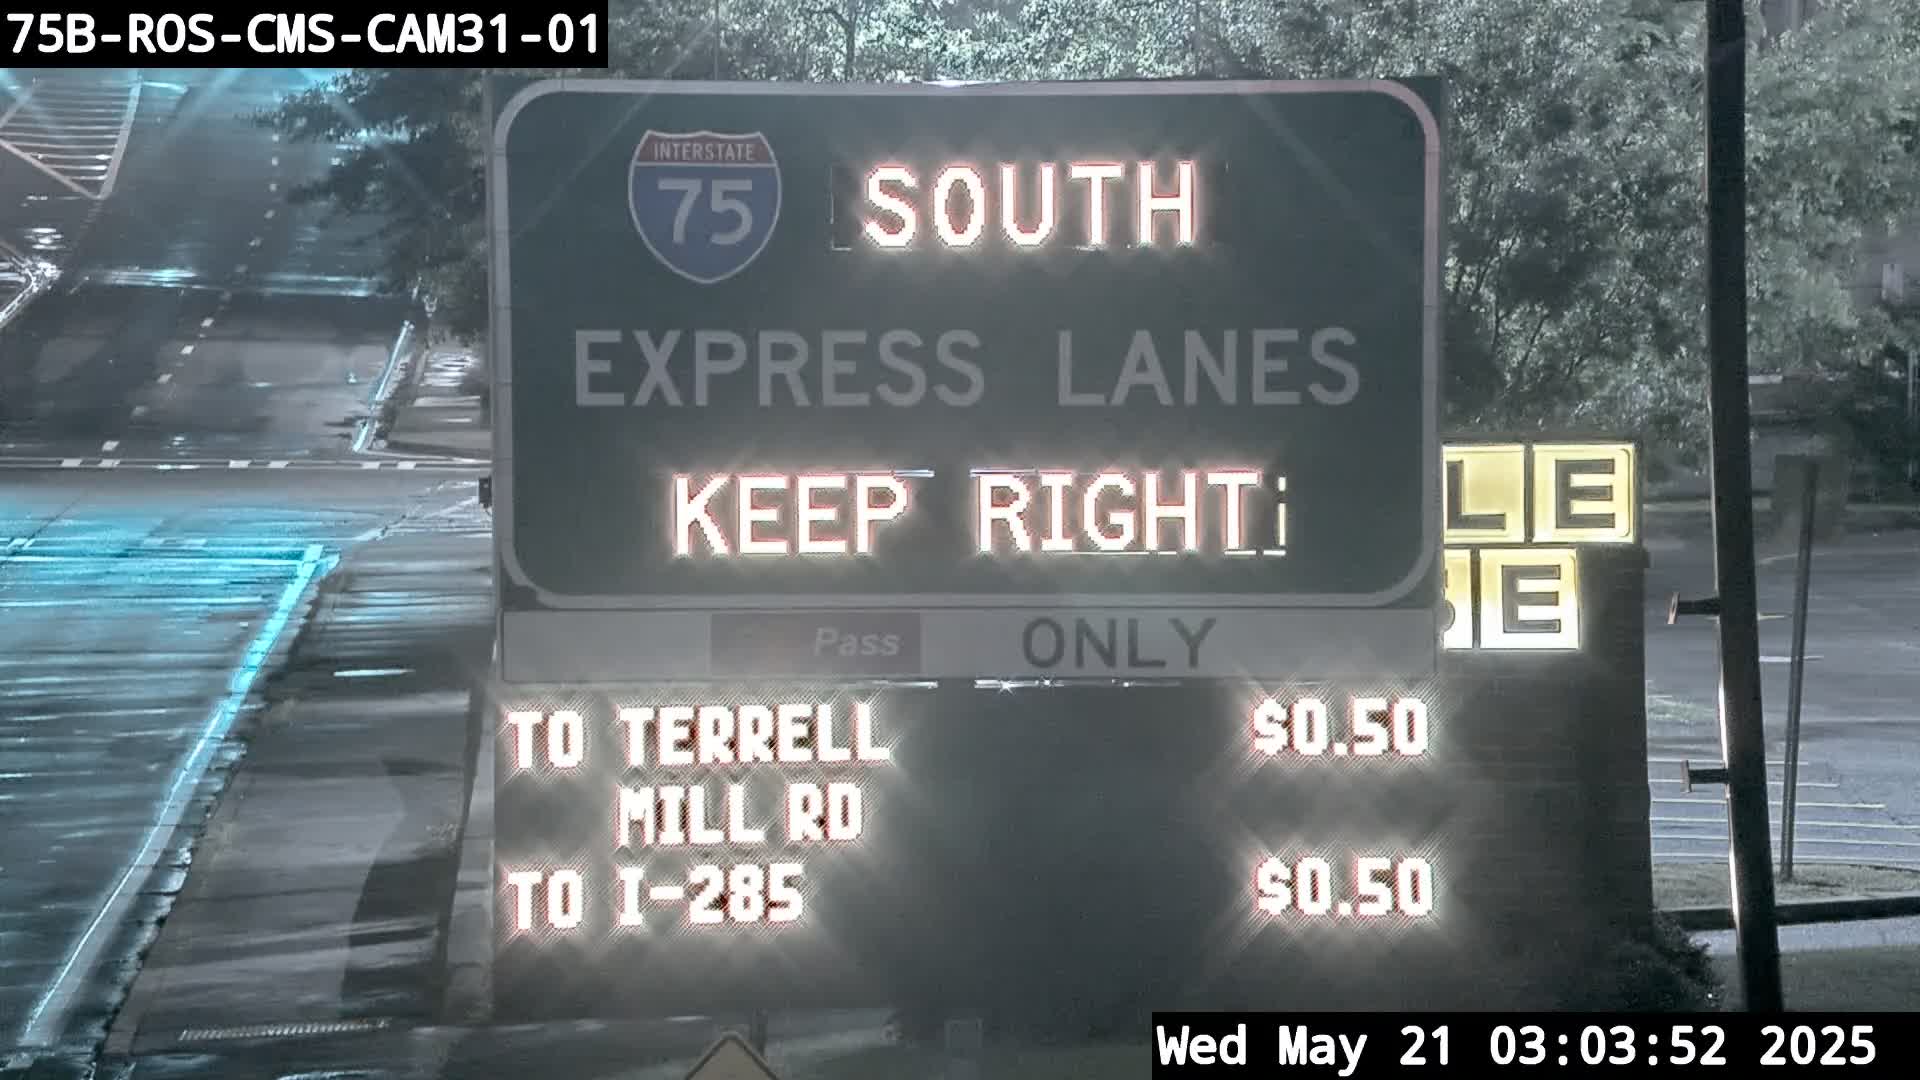 75B-ROS-CMS-CAM31-01
INTERSTATE
75
SOUTH
EXPRESS LANES
KEEP RIGHT
LE
E
Pass ONLY
TO TERRELL $0.50
MILL RD
TO I-285 $0.50
Wed May 21 03:03:52 2025